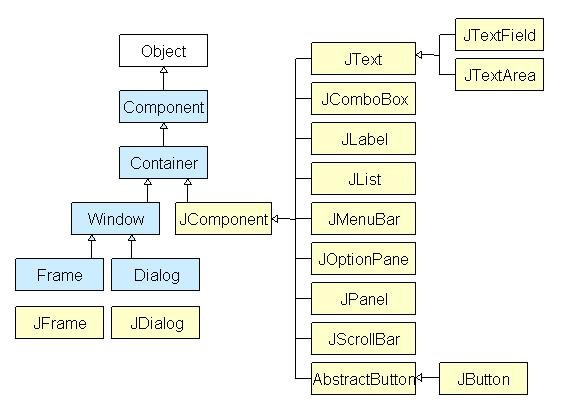 Object
Component
Container
Window
JComponent
Frame
Dialog
JFrame
JDialog
JText
JComboBox
JLabel
JList
JMenuBar
JOptionPane
JPanel
JScrollBar
AbstractButton
JTextField
JTextArea
JButton